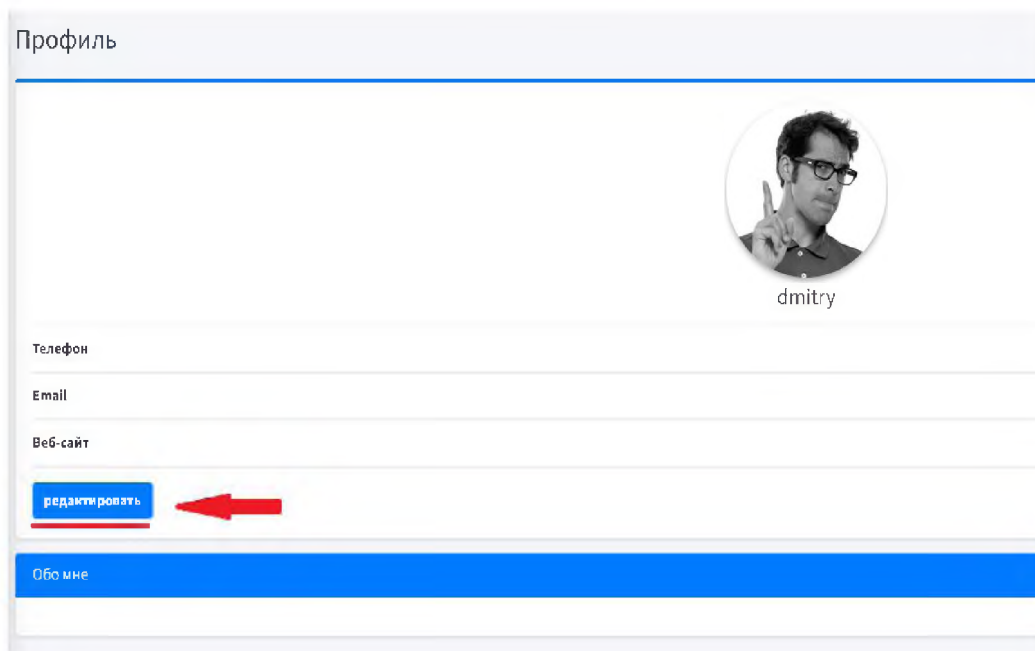 Профиль
dmitry
Телефон
Email
Веб-сайт
редактировать
Обо мне